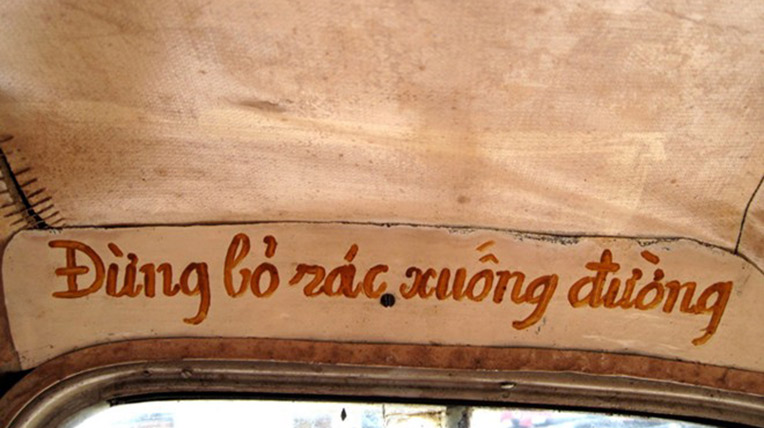 Đừng bỏ rác xuống đường